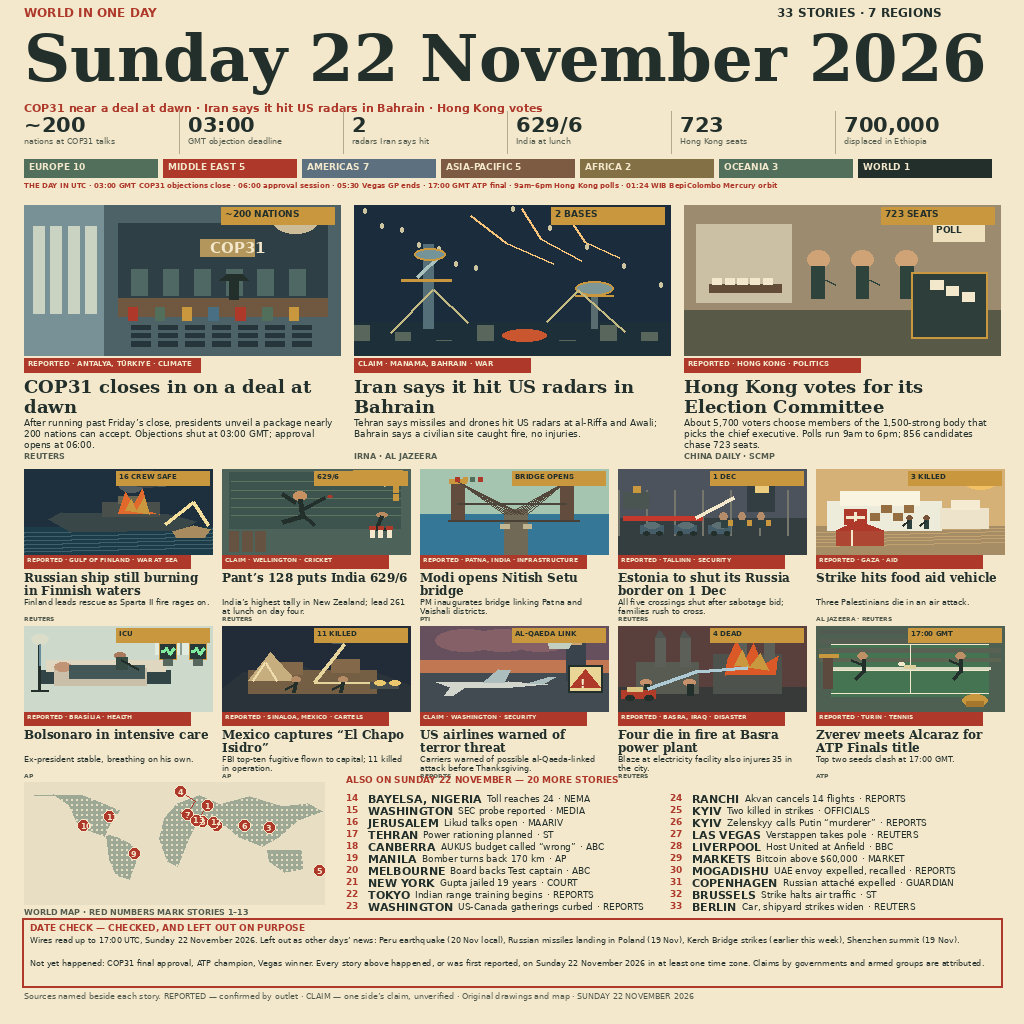 WORLD IN ONE DAY
33 STORIES · 7 REGIONS
Sunday 22 November 2026
COP31 near a deal at dawn · Iran says it hit US radars in Bahrain · Hong Kong votes
~200
nations at COP31 talks
03:00
GMT objection deadline
2
radars Iran says hit
629/6
India at lunch
723
Hong Kong seats
700,000
displaced in Ethiopia
EUROPE 10
MIDDLE EAST 5
AMERICAS 7
ASIA-PACIFIC 5
AFRICA 2
OCEANIA 3
WORLD 1
THE DAY IN UTC · 03:00 GMT COP31 objections close · 06:00 approval session · 05:30 Vegas GP ends · 17:00 GMT ATP final · 9am–6pm Hong Kong polls · 01:24 WIB BepiColombo Mercury orbit
~200 NATIONS
COP31
REPORTED · ANTALYA, TÜRKIYE · CLIMATE
COP31 closes in on a deal at
dawn
After running past Friday’s close, presidents unveil a package nearly
200 nations can accept. Objections shut at 03:00 GMT; approval
opens at 06:00.
REUTERS
2 BASES
CLAIM · MANAMA, BAHRAIN · WAR
Iran says it hit US radars in
Bahrain
Tehran says missiles and drones hit US radars at al-Riffa and Awali;
Bahrain says a civilian site caught fire, no injuries.
IRNA · AL JAZEERA
723 SEATS
POLL
REPORTED · HONG KONG · POLITICS
Hong Kong votes for its
Election Committee
About 5,700 voters choose members of the 1,500-strong body that
picks the chief executive. Polls run 9am to 6pm; 856 candidates
chase 723 seats.
CHINA DAILY · SCMP
16 CREW SAFE
REPORTED · GULF OF FINLAND · WAR AT SEA
Russian ship still burning
in Finnish waters
Finland leads rescue as Sparta II fire rages on.
REUTERS
629/6
CLAIM · WELLINGTON · CRICKET
Pant’s 128 puts India 629/6
India’s highest tally in New Zealand; lead 261
at lunch on day four.
REUTERS
BRIDGE OPENS
REPORTED · PATNA, INDIA · INFRASTRUCTURE
Modi opens Nitish Setu
bridge
PM inaugurates bridge linking Patna and
Vaishali districts.
PTI
1 DEC
REPORTED · TALLINN · SECURITY
Estonia to shut its Russia
border on 1 Dec
All five crossings shut after sabotage bid;
families rush to cross.
REUTERS
3 KILLED
REPORTED · GAZA · AID
Strike hits food aid vehicle
Three Palestinians die in an air attack.
AL JAZEERA · REUTERS
ICU
REPORTED · BRASÍLIA · HEALTH
Bolsonaro in intensive care
Ex-president stable, breathing on his own.
AP
11 KILLED
REPORTED · SINALOA, MEXICO · CARTELS
Mexico captures “El Chapo
Isidro”
FBI top-ten fugitive flown to capital; 11 killed
in operation.
AP
AL-QAEDA LINK
!
CLAIM · WASHINGTON · SECURITY
US airlines warned of
terror threat
Carriers warned of possible al-Qaeda-linked
attack before Thanksgiving.
REPORTS
4 DEAD
REPORTED · BASRA, IRAQ · DISASTER
Four die in fire at Basra
power plant
Blaze at electricity facility also injures 35 in
the city.
REUTERS
17:00 GMT
REPORTED · TURIN · TENNIS
Zverev meets Alcaraz for
ATP Finals title
Top two seeds clash at 17:00 GMT.
ATP
4
1
7
6
3
9
5
WORLD MAP · RED NUMBERS MARK STORIES 1–13
ALSO ON SUNDAY 22 NOVEMBER — 20 MORE STORIES
14 BAYELSA, NIGERIA Toll reaches 24 · NEMA
15 WASHINGTON SEC probe reported · MEDIA
16 JERUSALEM Likud talks open · MAARIV
17 TEHRAN Power rationing planned · ST
18 CANBERRA AUKUS budget called “wrong” · ABC
19 MANILA Bomber turns back 170 km · AP
20 MELBOURNE Board backs Test captain · ABC
21 NEW YORK Gupta jailed 19 years · COURT
22 TOKYO Indian range training begins · REPORTS
23 WASHINGTON US-Canada gatherings curbed · REPORTS
24 RANCHI Akvan cancels 14 flights · REPORTS
25 KYIV Two killed in strikes · OFFICIALS
26 KYIV Zelenskyy calls Putin “murderer” · REPORTS
27 LAS VEGAS Verstappen takes pole · REUTERS
28 LIVERPOOL Host United at Anfield · BBC
29 MARKETS Bitcoin above $60,000 · MARKET
30 MOGADISHU UAE envoy expelled, recalled · REPORTS
31 COPENHAGEN Russian attaché expelled · GUARDIAN
32 BRUSSELS Strike halts air traffic · ST
33 BERLIN Car, shipyard strikes widen · REUTERS
DATE CHECK — CHECKED, AND LEFT OUT ON PURPOSE
Wires read up to 17:00 UTC, Sunday 22 November 2026. Left out as other days’ news: Peru earthquake (20 Nov local), Russian missiles landing in Poland (19 Nov), Kerch Bridge strikes (earlier this week), Shenzhen summit (19 Nov).
Not yet happened: COP31 final approval, ATP champion, Vegas winner. Every story above happened, or was first reported, on Sunday 22 November 2026 in at least one time zone. Claims by governments and armed groups are attributed.
Sources named beside each story. REPORTED — confirmed by outlet · CLAIM — one side’s claim, unverified · Original drawings and map · SUNDAY 22 NOVEMBER 2026